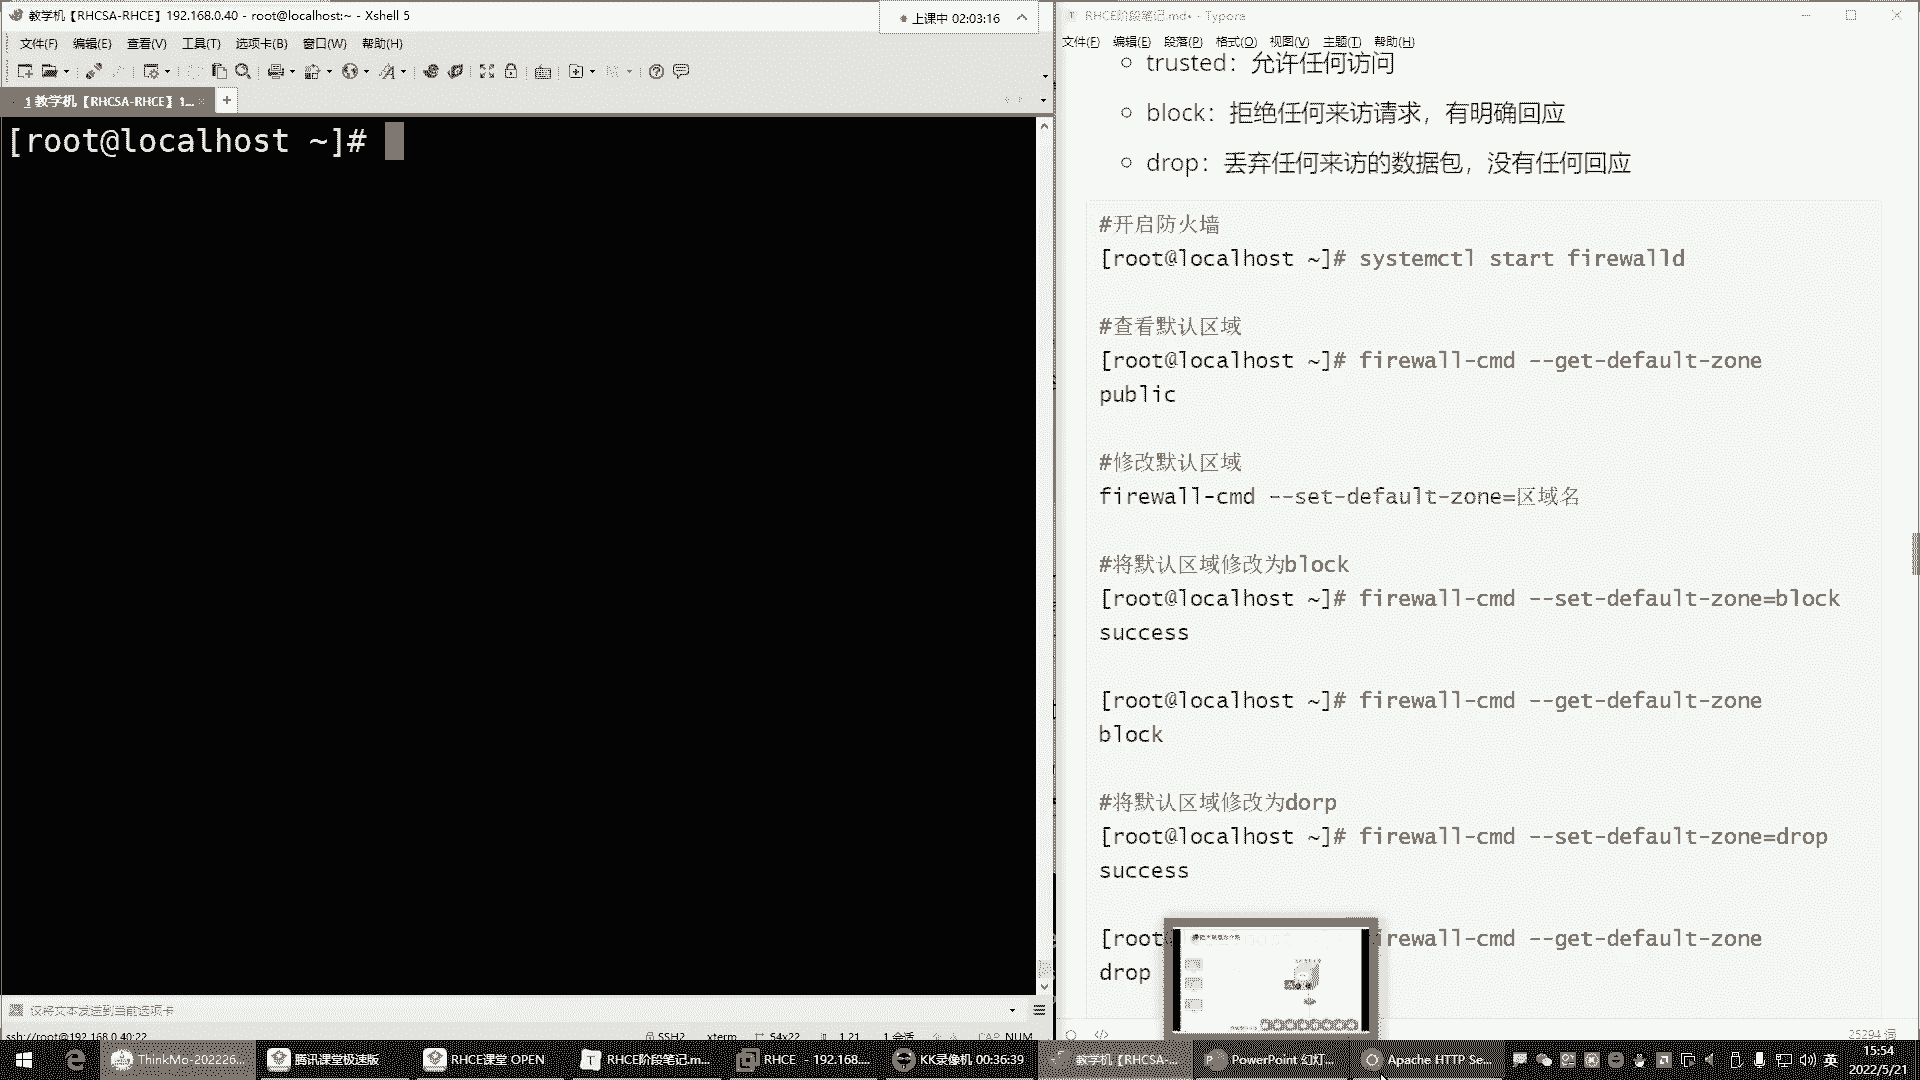 教学机【RHCSA-RHCE】192.168.0.40 - root@localhost:~ - Xshell 5
上课中 02:03:16
文件(F) 编辑(E) 查看(V) 工具(T) 选项卡(B) 窗口(W) 帮助(H)
1 教学机【RHCSA-RHCE】1...
[root@localhost ~]#
仅将文本发送到当前选项卡
ssh://root@192.168.0.40:22
SSH2 xterm 54x22 1,21 1 会话 CAP NUM
RHCE阶段笔记.md• - Typora
文件(F) 编辑(E) 段落(P) 格式(O) 视图(V) 主题(T) 帮助(H)
trusted：允许任何访问
block：拒绝任何来访请求，有明确回应
drop：丢弃任何来访的数据包，没有任何回应
#开启防火墙
[root@localhost ~]# systemctl start firewalld
#查看默认区域
[root@localhost ~]# firewall-cmd --get-default-zone
public
#修改默认区域
firewall-cmd --set-default-zone=区域名
#将默认区域修改为block
[root@localhost ~]# firewall-cmd --set-default-zone=block
success
[root@localhost ~]# firewall-cmd --get-default-zone
block
#将默认区域修改为dorp
[root@localhost ~]# firewall-cmd --set-default-zone=drop
success
[root irewall-cmd --get-default-zone
drop
25294 词
ThinkMo-202226...
腾讯课堂极速版
RHCE课堂 OPEN
RHCE阶段笔记.m...
RHCE - 192.168....
KK录像机 00:36:39
教学机【RHCSA-...
PowerPoint 幻灯...
Apache HTTP Se...
英
15:54
2022/5/21